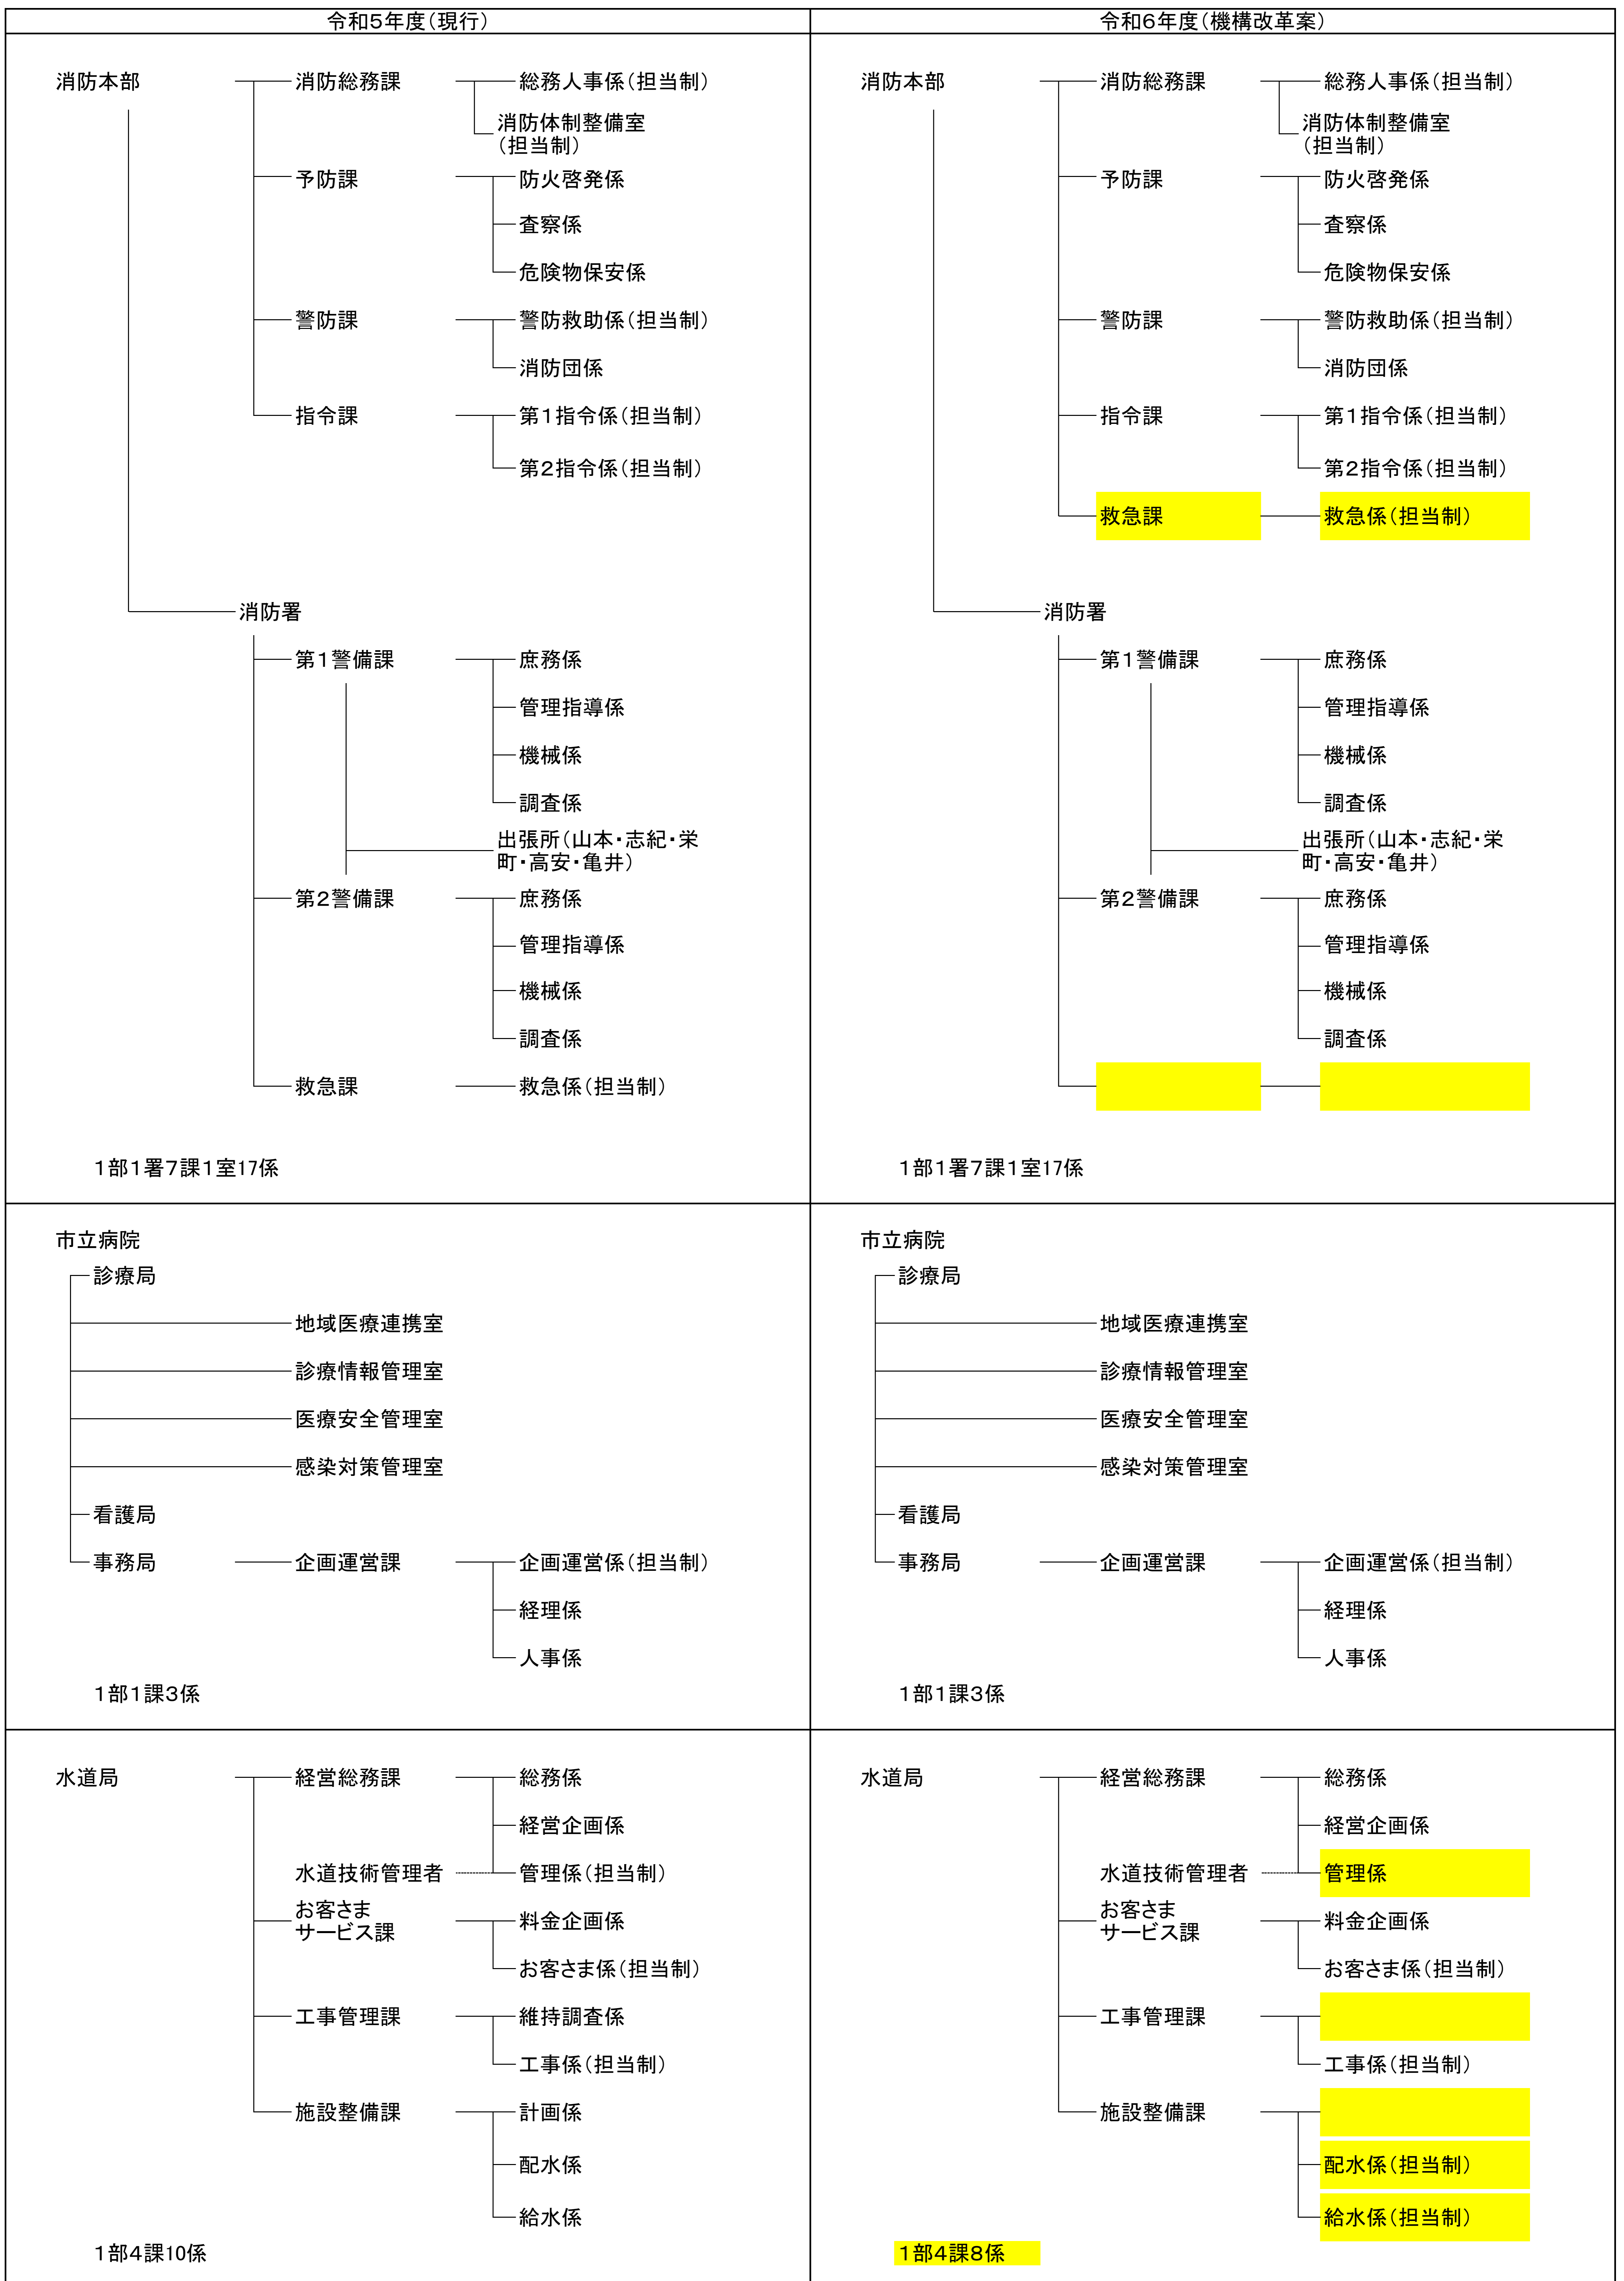 令和5年度（現行）
消防本部
消防総務課
総務人事係（担当制）
消防体制整備室
（担当制）
予防課
防火啓発係
査察係
危険物保安係
警防課
警防救助係（担当制）
消防団係
指令課
第1指令係（担当制）
第2指令係（担当制）
消防署
第1警備課
庶務係
管理指導係
機械係
調査係
出張所（山本・志紀・栄
町・高安・亀井）
第2警備課
庶務係
管理指導係
機械係
調査係
救急課
救急係（担当制）
1部1署7課1室17係
市立病院
診療局
地域医療連携室
診療情報管理室
医療安全管理室
感染対策管理室
看護局
事務局
企画運営課
企画運営係（担当制）
経理係
人事係
1部1課3係
水道局
経営総務課
総務係
経営企画係
水道技術管理者
管理係（担当制）
お客さま
サービス課
料金企画係
お客さま係（担当制）
工事管理課
維持調査係
工事係（担当制）
施設整備課
計画係
配水係
給水係
1部4課10係
令和6年度（機構改革案）
消防本部
消防総務課
総務人事係（担当制）
消防体制整備室
（担当制）
予防課
防火啓発係
査察係
危険物保安係
警防課
警防救助係（担当制）
消防団係
指令課
第1指令係（担当制）
第2指令係（担当制）
救急課
救急係（担当制）
消防署
第1警備課
庶務係
管理指導係
機械係
調査係
出張所（山本・志紀・栄
町・高安・亀井）
第2警備課
庶務係
管理指導係
機械係
調査係
1部1署7課1室17係
市立病院
診療局
地域医療連携室
診療情報管理室
医療安全管理室
感染対策管理室
看護局
事務局
企画運営課
企画運営係（担当制）
経理係
人事係
1部1課3係
水道局
経営総務課
総務係
経営企画係
水道技術管理者
管理係
お客さま
サービス課
料金企画係
お客さま係（担当制）
工事管理課
工事係（担当制）
施設整備課
配水係（担当制）
給水係（担当制）
1部4課8係